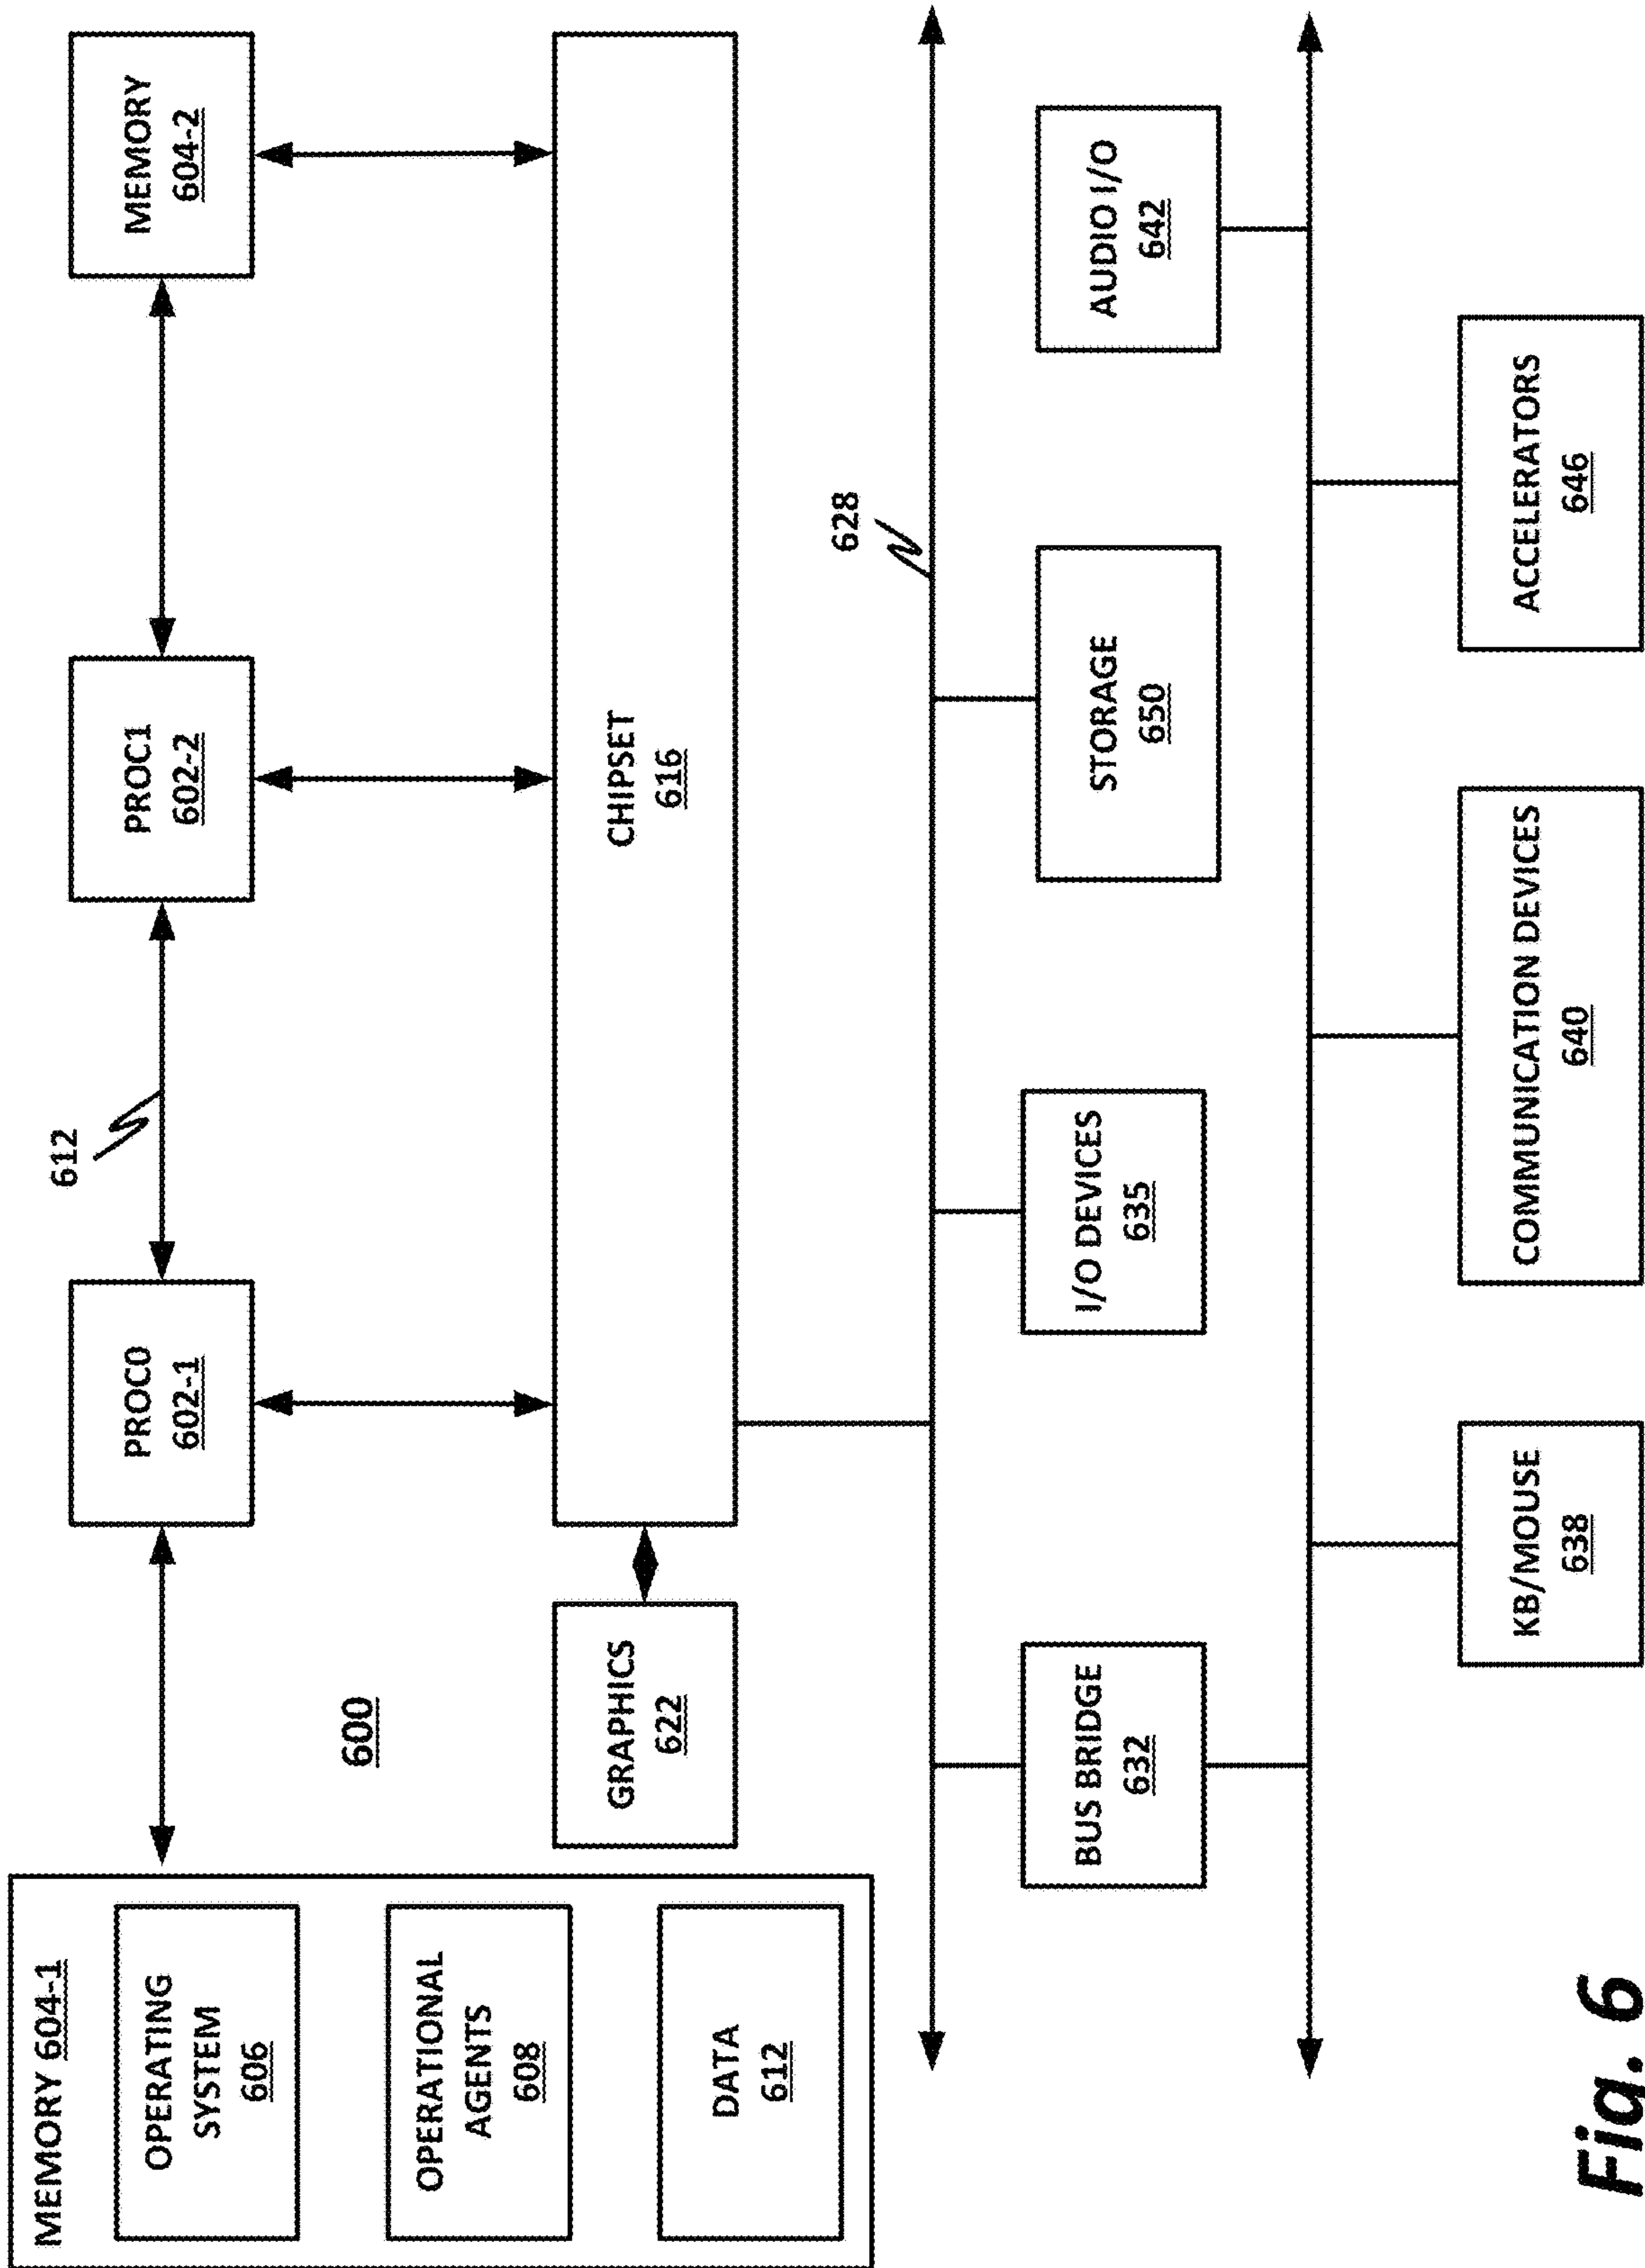 MEMORY 604-1
OPERATING
SYSTEM
606
OPERATIONAL
AGENTS
608
DATA
612
PROC0
602-1
612
PROC1
602-2
MEMORY
604-2
600
GRAPHICS
622
CHIPSET
616
628
BUS BRIDGE
632
I/O DEVICES
635
STORAGE
650
AUDIO I/O
642
KB/MOUSE
638
COMMUNICATION DEVICES
640
ACCELERATORS
646
Fig. 6